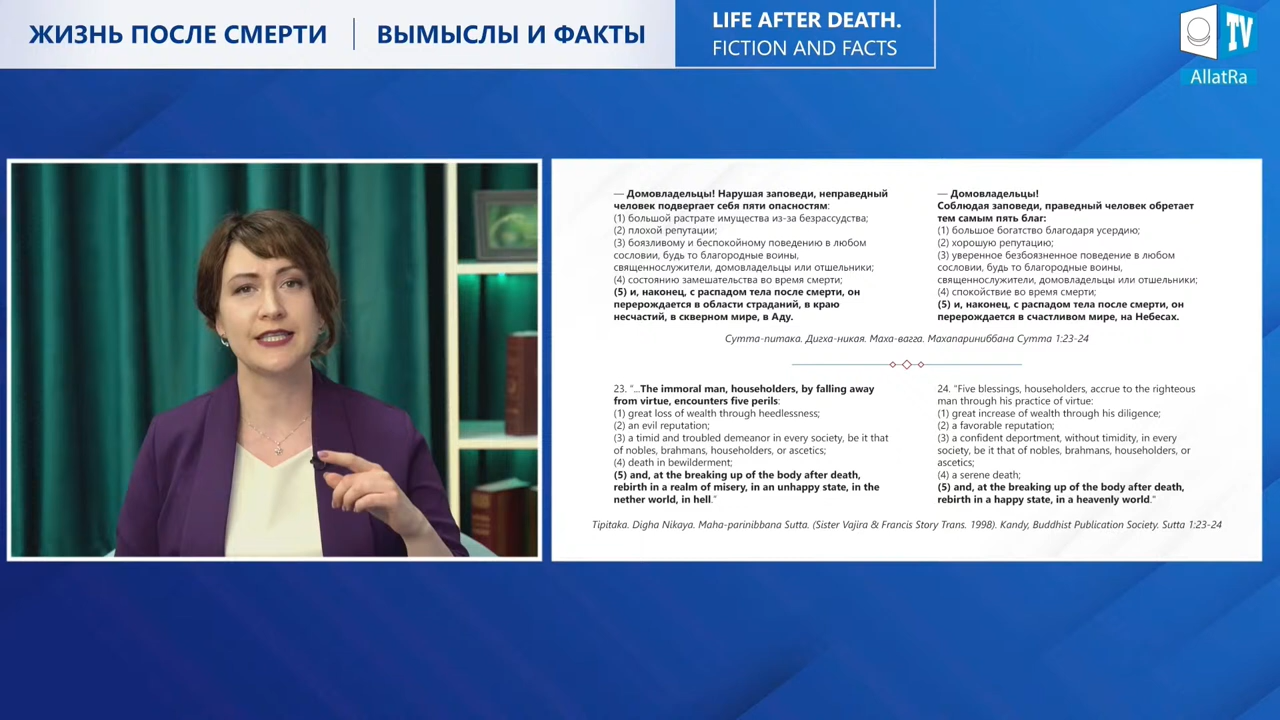 ЖИЗНЬ ПОСЛЕ СМЕРТИ
ВЫМЫСЛЫ И ФАКТЫ
LIFE AFTER DEATH.
FICTION AND FACTS
TV
AllatRa
— Домовладельцы! Нарушая заповеди, неправедный
человек подвергает себя пяти опасностям:
(1) большой растрате имущества из-за безрассудства;
(2) плохой репутации;
(3) боязливому и беспокойному поведению в любом
сословии, будь то благородные воины,
священнослужители, домовладельцы или отшельники;
(4) состоянию замешательства во время смерти;
(5) и, наконец, с распадом тела после смерти, он
перерождается в области страданий, в краю
несчастий, в скверном мире, в Аду.
— Домовладельцы!
Соблюдая заповеди, праведный человек обретает
тем самым пять благ:
(1) большое богатство благодаря усердию;
(2) хорошую репутацию;
(3) уверенное безбоязненное поведение в любом
сословии, будь то благородные воины,
священнослужители, домовладельцы или отшельники;
(4) спокойствие во время смерти;
(5) и, наконец, с распадом тела после смерти, он
перерождается в счастливом мире, на Небесах.
Сутта-питака. Дигха-никая. Маха-вагга. Махапариниббана Сутта 1:23-24
23. “...The immoral man, householders, by falling away
from virtue, encounters five perils:
(1) great loss of wealth through heedlessness;
(2) an evil reputation;
(3) a timid and troubled demeanor in every society, be it that
of nobles, brahmans, householders, or ascetics;
(4) death in bewilderment;
(5) and, at the breaking up of the body after death,
rebirth in a realm of misery, in an unhappy state, in the
nether world, in hell.”
24. “Five blessings, householders, accrue to the righteous
man through his practice of virtue:
(1) great increase of wealth through his diligence;
(2) a favorable reputation;
(3) a confident deportment, without timidity, in every
society, be it that of nobles, brahmans, householders, or
ascetics;
(4) a serene death;
(5) and, at the breaking up of the body after death,
rebirth in a happy state, in a heavenly world.”
Tipitaka. Digha Nikaya. Maha-parinibbana Sutta. (Sister Vajira & Francis Story Trans. 1998). Kandy, Buddhist Publication Society. Sutta 1:23-24